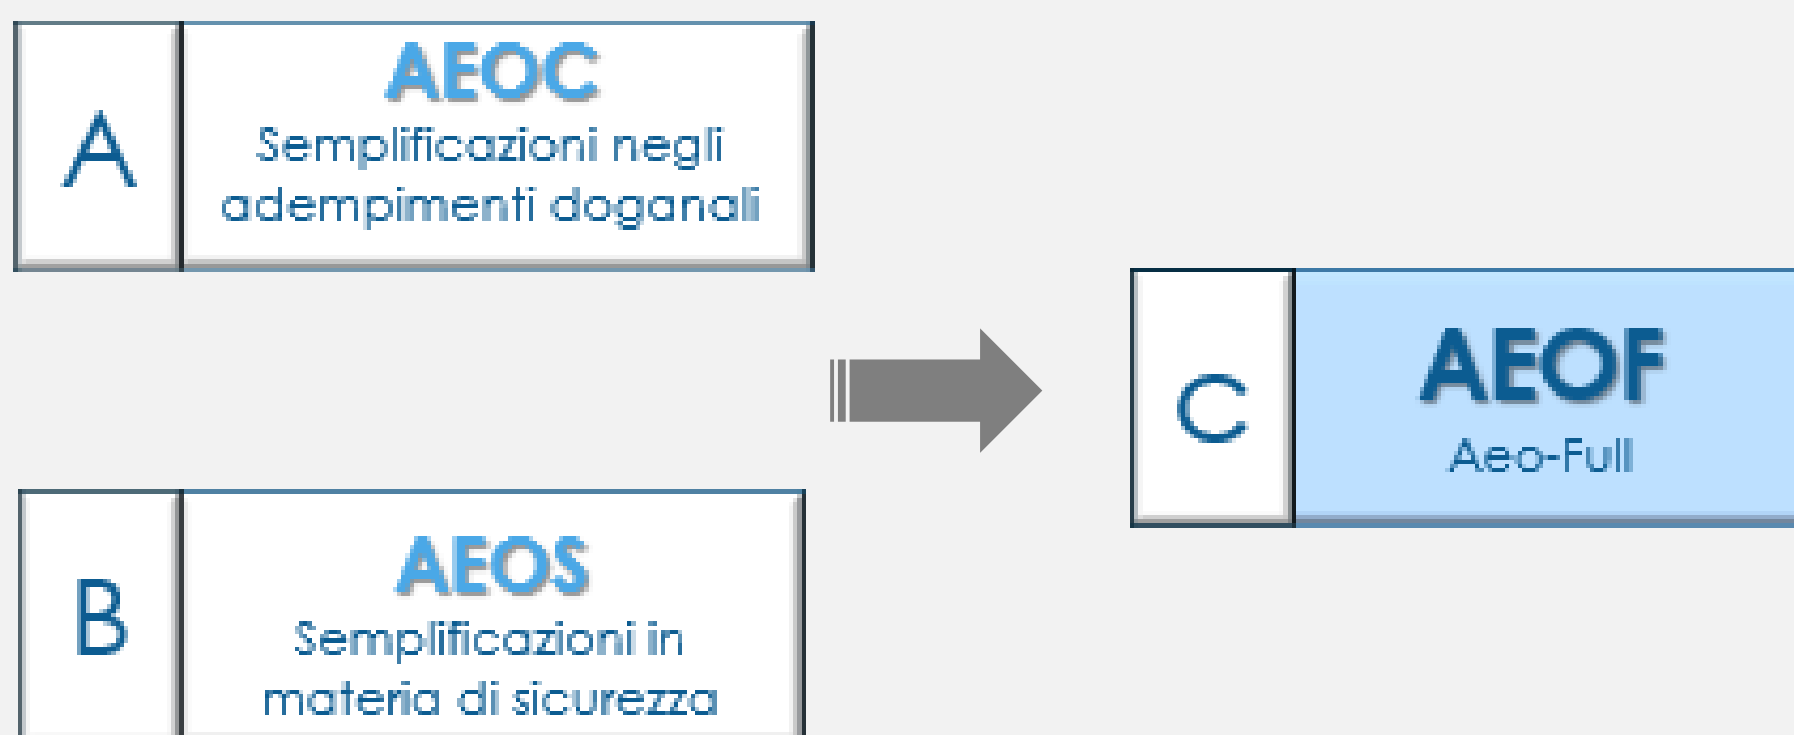 A
AEOC
Semplificazioni negli
adempimenti doganali
B
AEOS
Semplificazioni in
materia di sicurezza
C
AEOF
Aeo-Full